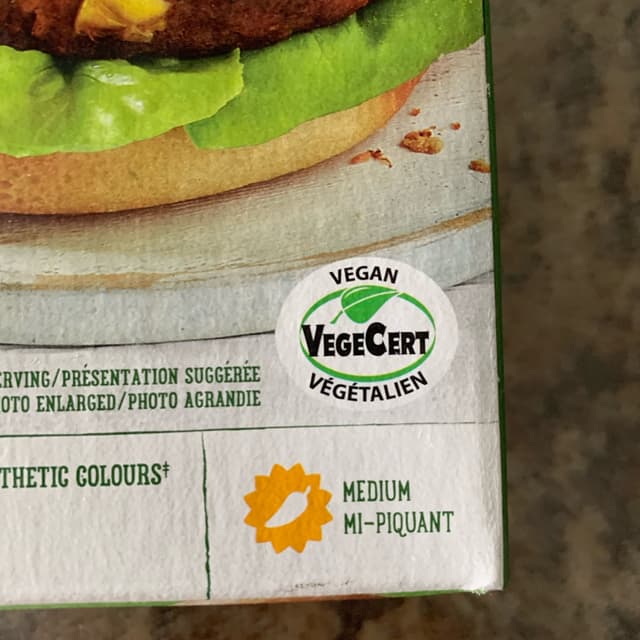 VEGAN
VEGECERT
VÉGÉTALIEN
ERVING/PRÉSENTATION SUGGÉRÉE
OTO ENLARGED/PHOTO AGRANDIE
THETIC COLOURS‡
MEDIUM
MI-PIQUANT